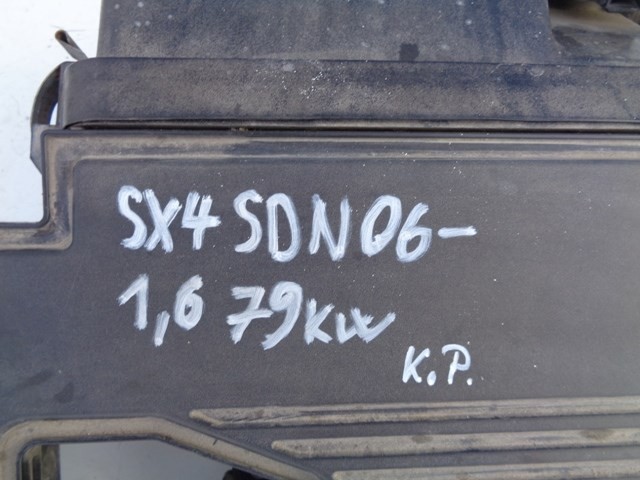 SX4 SDN 06-
1,6 79kw
K.P.